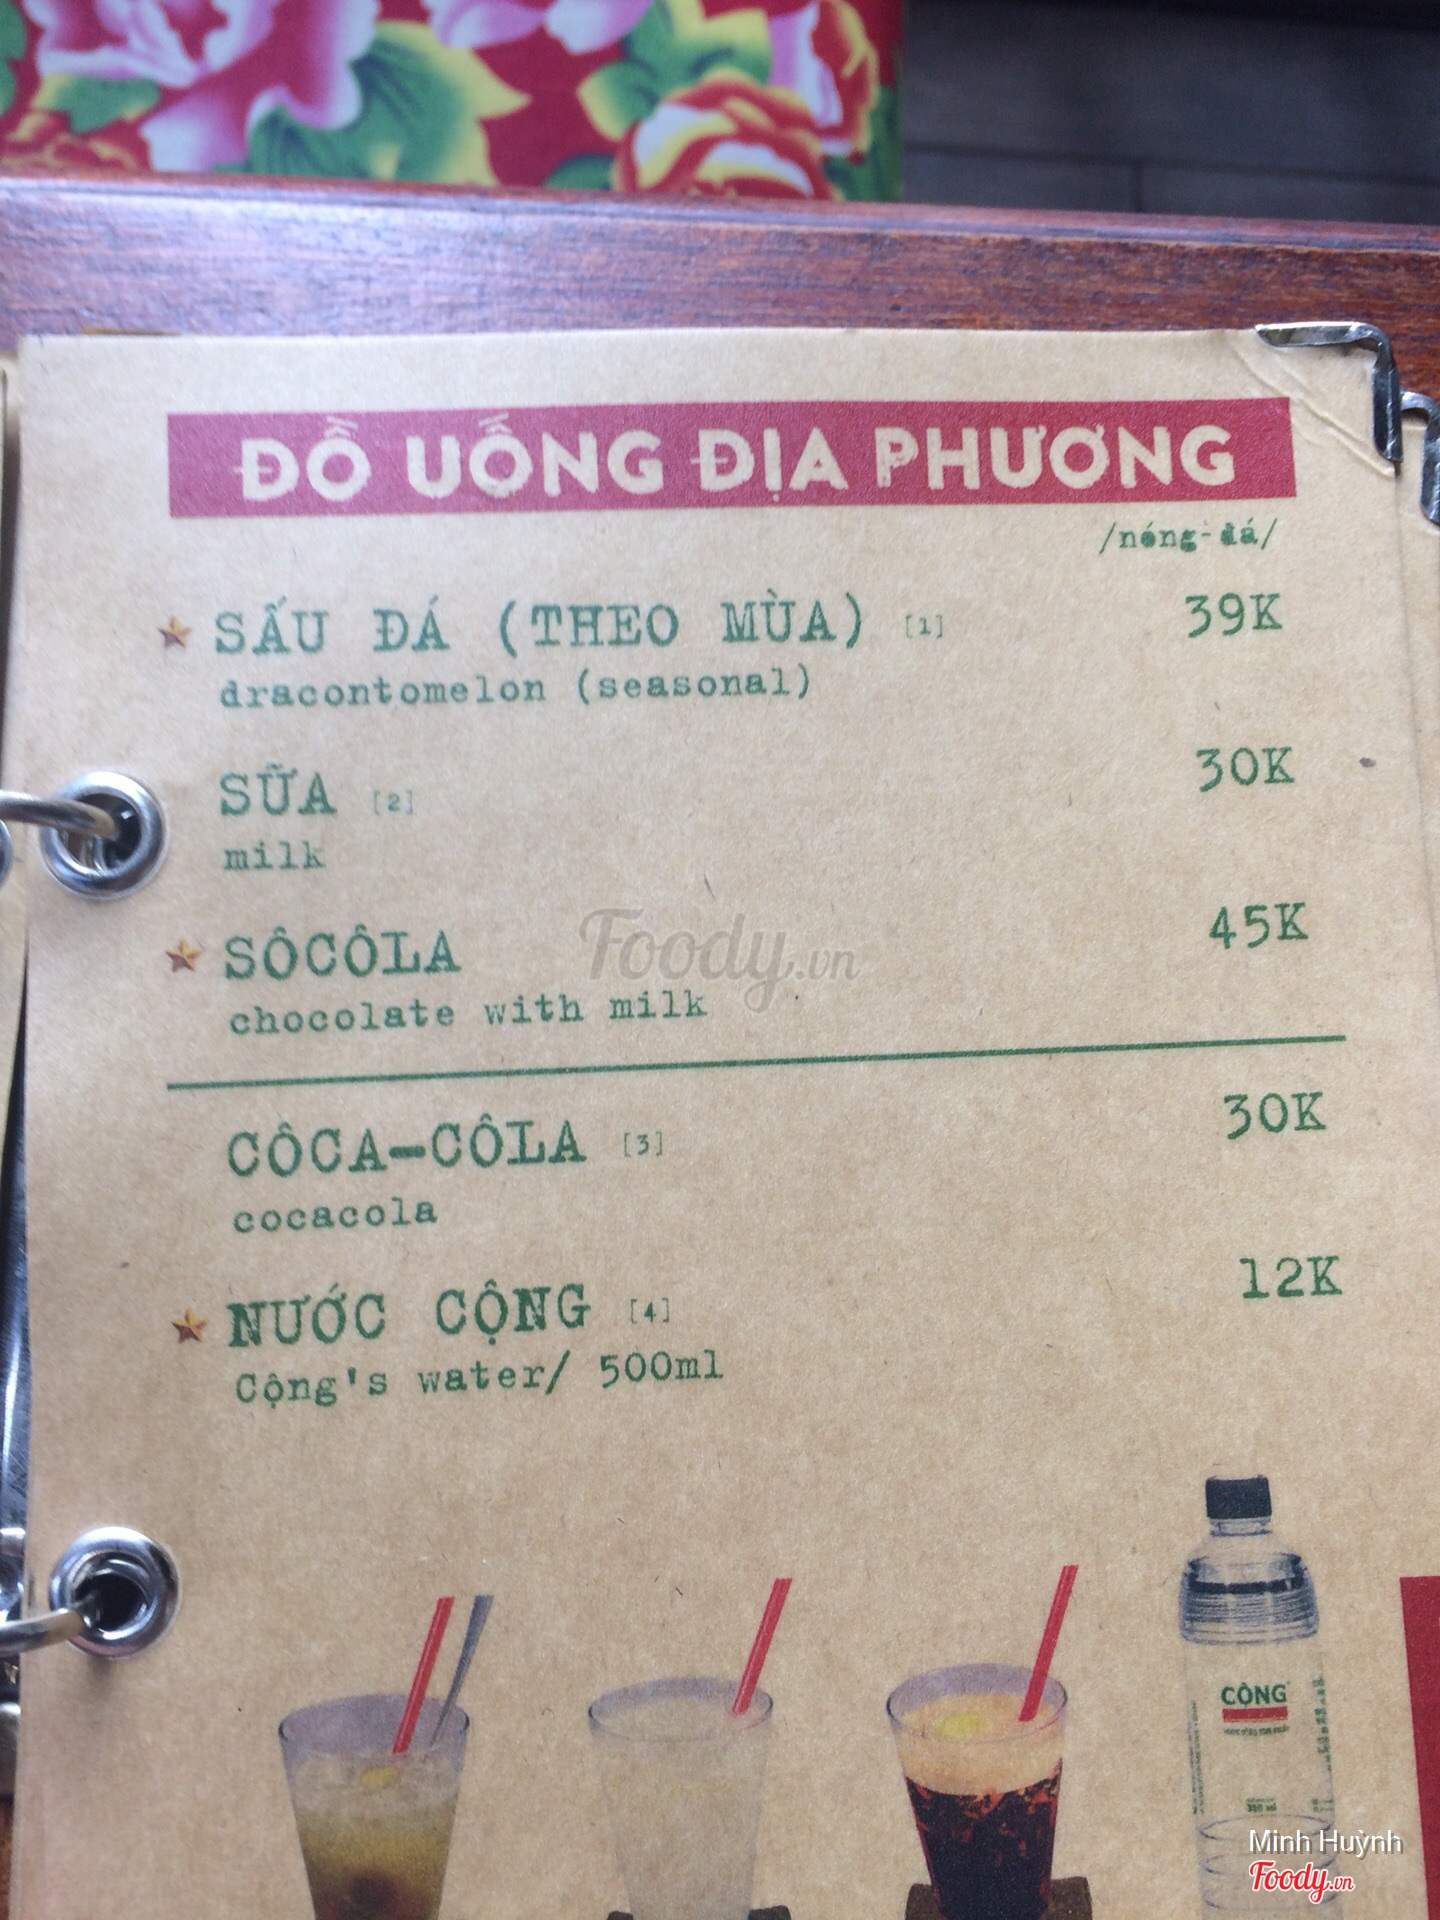 ĐỒ UỐNG ĐỊA PHƯƠNG
/nóng-đá/
SẤU ĐÁ (THEO MÙA) [1] 39K
dracontomelon (seasonal)
SỮA [2] 30K
milk
SÔCÔLA 45K
chocolate with milk
Foody.vn
CÔCA-CÔLA [3] 30K
cocacola
NƯỚC CỘNG [4] 12K
Cộng's water/ 500ml
CỘNG
Minh Huỳnh
Foody.vn